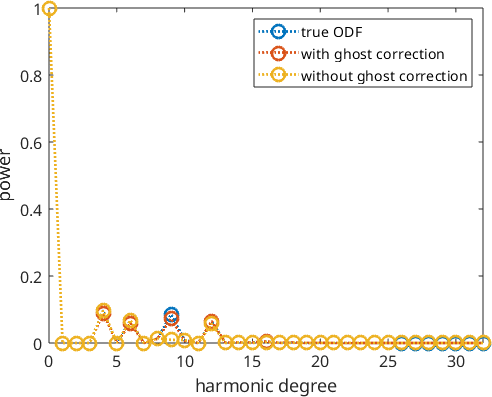 1
0.8
0.6
0.4
0.2
0
power
true ODF
with ghost correction
without ghost correction
0 5 10 15 20 25 30
harmonic degree